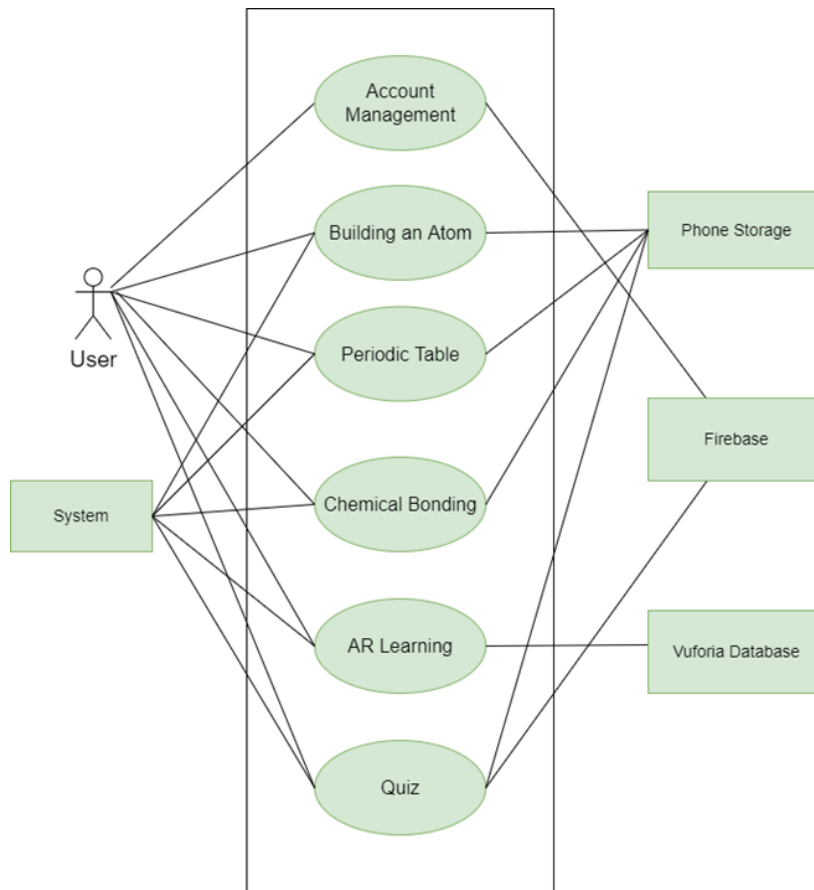 Account
Management
Building an Atom
Phone Storage
Periodic Table
User
Firebase
Chemical Bonding
System
AR Learning
Vuforia Database
Quiz